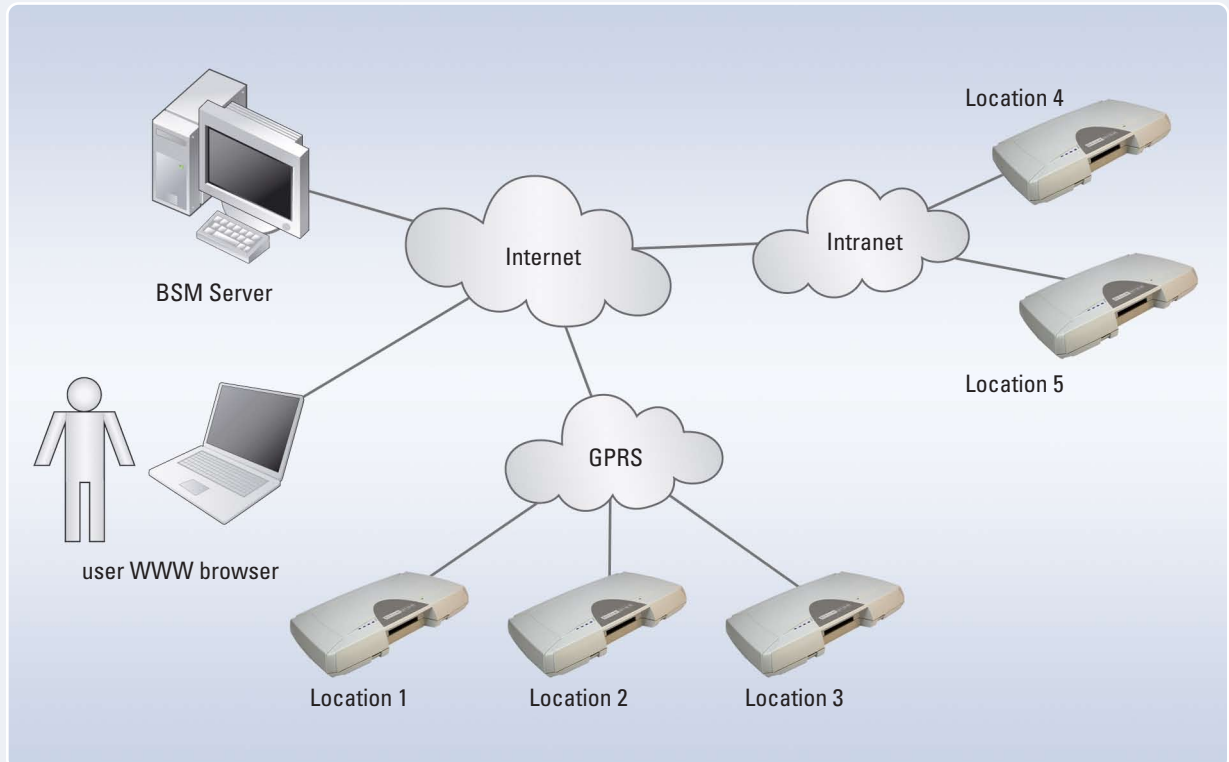 Location 4
Internet
Intranet
BSM Server
Location 5
GPRS
user WWW browser
Location 1
Location 2
Location 3